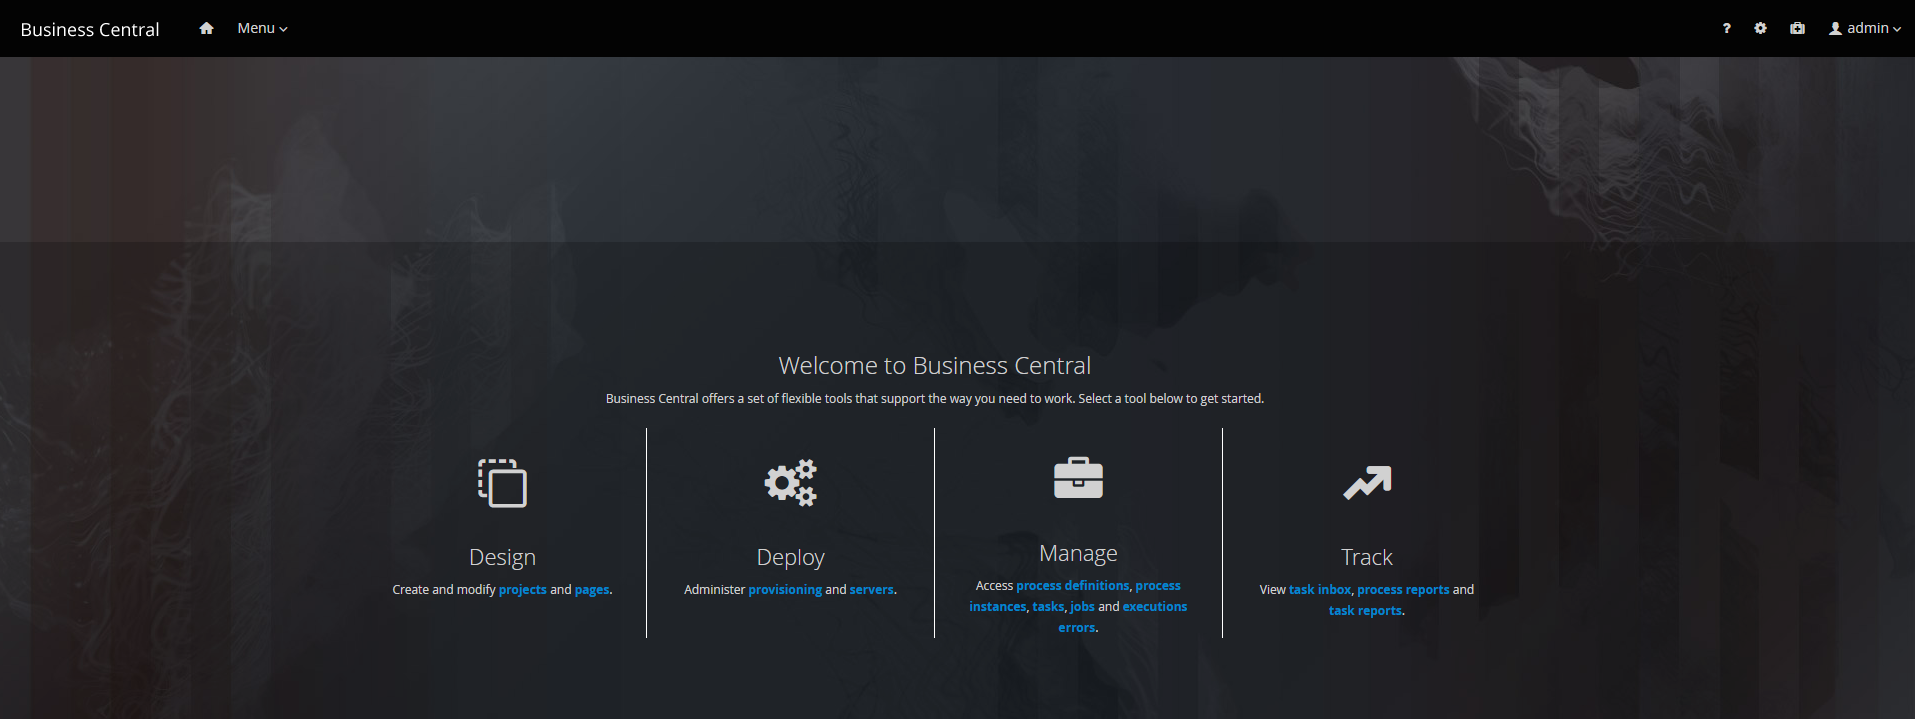 Business Central
Menu
?
admin
Welcome to Business Central
Business Central offers a set of flexible tools that support the way you need to work. Select a tool below to get started.
Design
Create and modify projects and pages.
Deploy
Administer provisioning and servers.
Manage
Access process definitions, process
instances, tasks, jobs and executions
errors.
Track
View task inbox, process reports and
task reports.